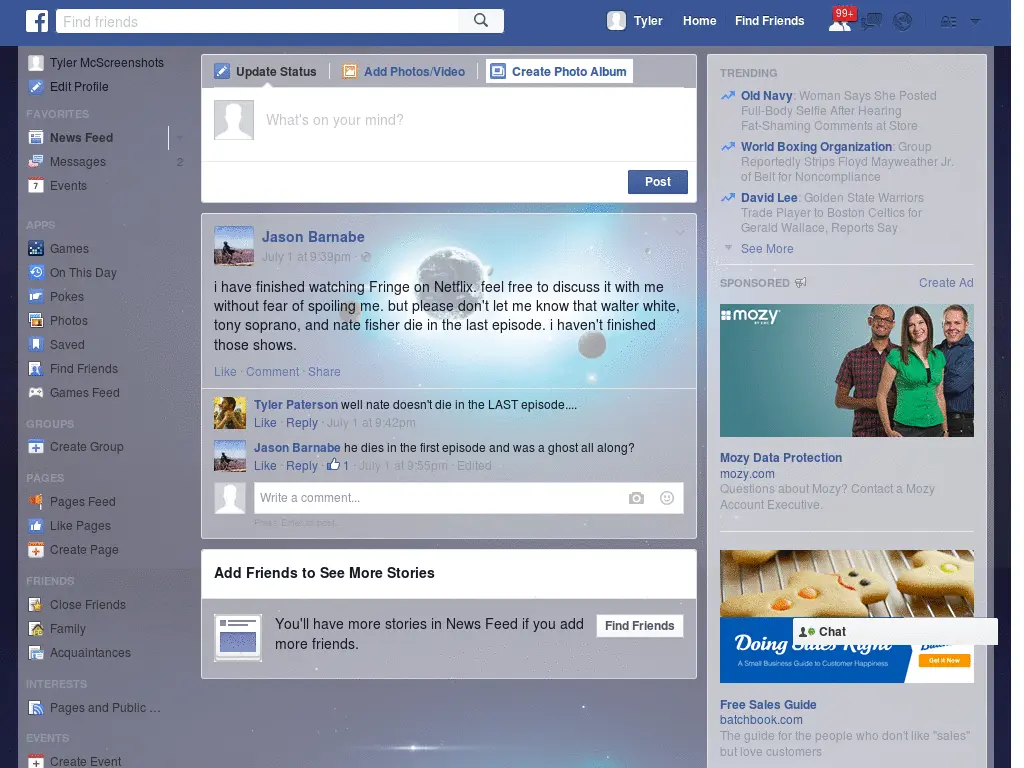 Find friends
Tyler
Home
Find Friends
99+
Tyler McScreenshots
Edit Profile
FAVORITES
News Feed
Messages
2
7
Events
APPS
Games
On This Day
Pokes
Photos
Saved
Find Friends
Games Feed
GROUPS
Create Group
PAGES
Pages Feed
Like Pages
Create Page
FRIENDS
Close Friends
Family
Acquaintances
INTERESTS
Pages and Public ...
EVENTS
Create Event
Update Status
Add Photos/Video
Create Photo Album
What's on your mind?
Post
Jason Barnabe
July 1 at 9:39pm ·
i have finished watching Fringe on Netflix. feel free to discuss it with me
without fear of spoiling me. but please don't let me know that walter white,
tony soprano, and nate fisher die in the last episode. i haven't finished
those shows.
Like · Comment · Share
Tyler Paterson well nate doesn't die in the LAST episode....
Like · Reply · July 1 at 9:42pm
Jason Barnabe he dies in the first episode and was a ghost all along?
Like · Reply · 1 · July 1 at 9:55pm · Edited
Write a comment...
Press Enter to post.
Add Friends to See More Stories
You'll have more stories in News Feed if you add
more friends.
Find Friends
TRENDING
Old Navy: Woman Says She Posted
Full-Body Selfie After Hearing
Fat-Shaming Comments at Store
World Boxing Organization: Group
Reportedly Strips Floyd Mayweather Jr.
of Belt for Noncompliance
David Lee: Golden State Warriors
Trade Player to Boston Celtics for
Gerald Wallace, Reports Say
See More
SPONSORED
Create Ad
mozy
BY EMC
Mozy Data Protection
mozy.com
Questions about Mozy? Contact a Mozy
Account Executive.
Doing Sales Right
A Small Business Guide to Customer Happiness
Get It Now
Chat
Free Sales Guide
batchbook.com
The guide for the people who don't like "sales"
but love customers